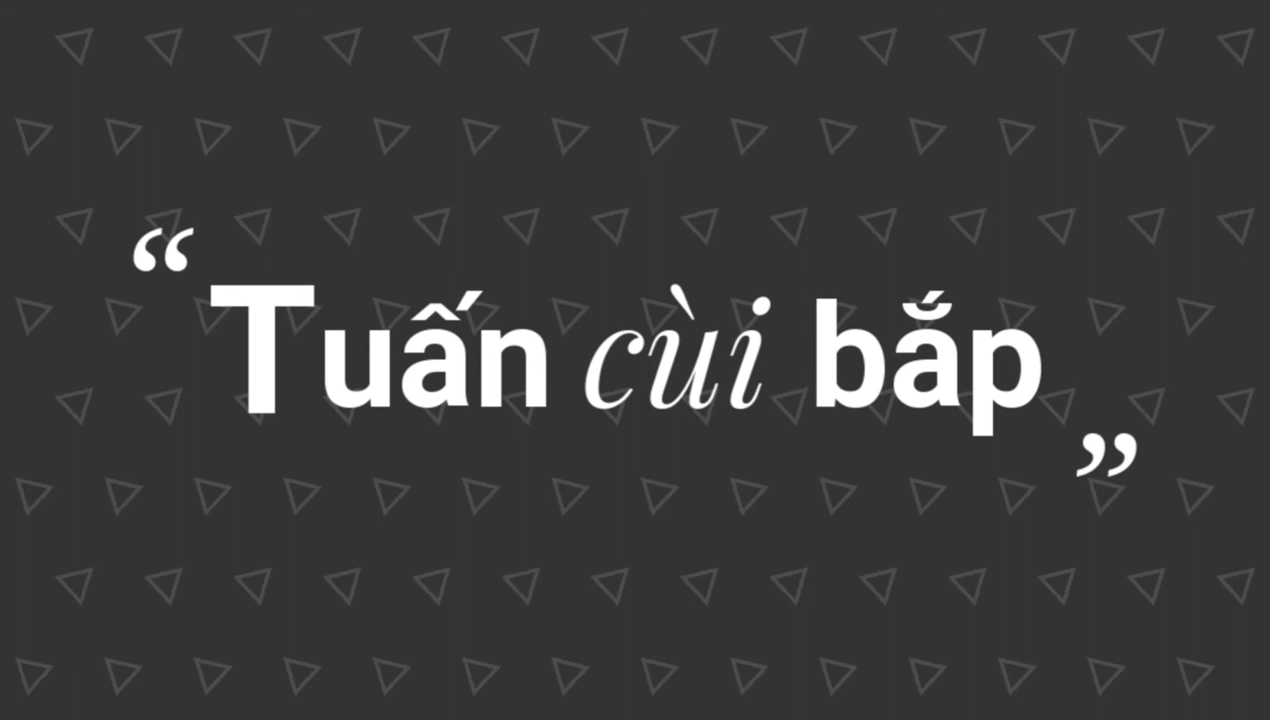 “Tuấn cùi bắp”